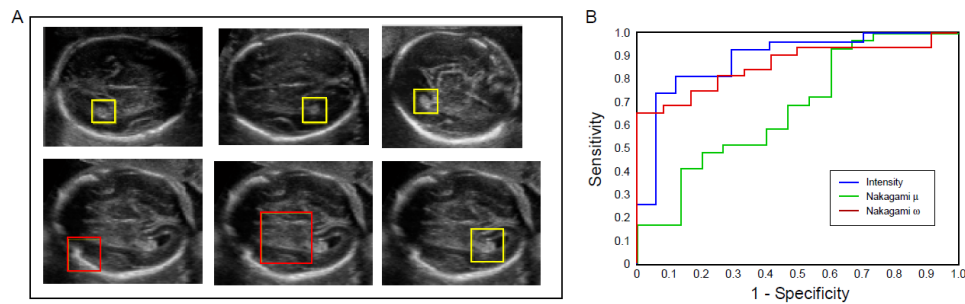 A
B
1.0
0.9
0.8
0.7
0.6
0.5
0.4
0.3
0.2
0.1
0
Sensitivity
Intensity
Nakagami μ
Nakagami ω
0 0.1 0.2 0.3 0.4 0.5 0.6 0.7 0.8 0.9 1.0
1 - Specificity